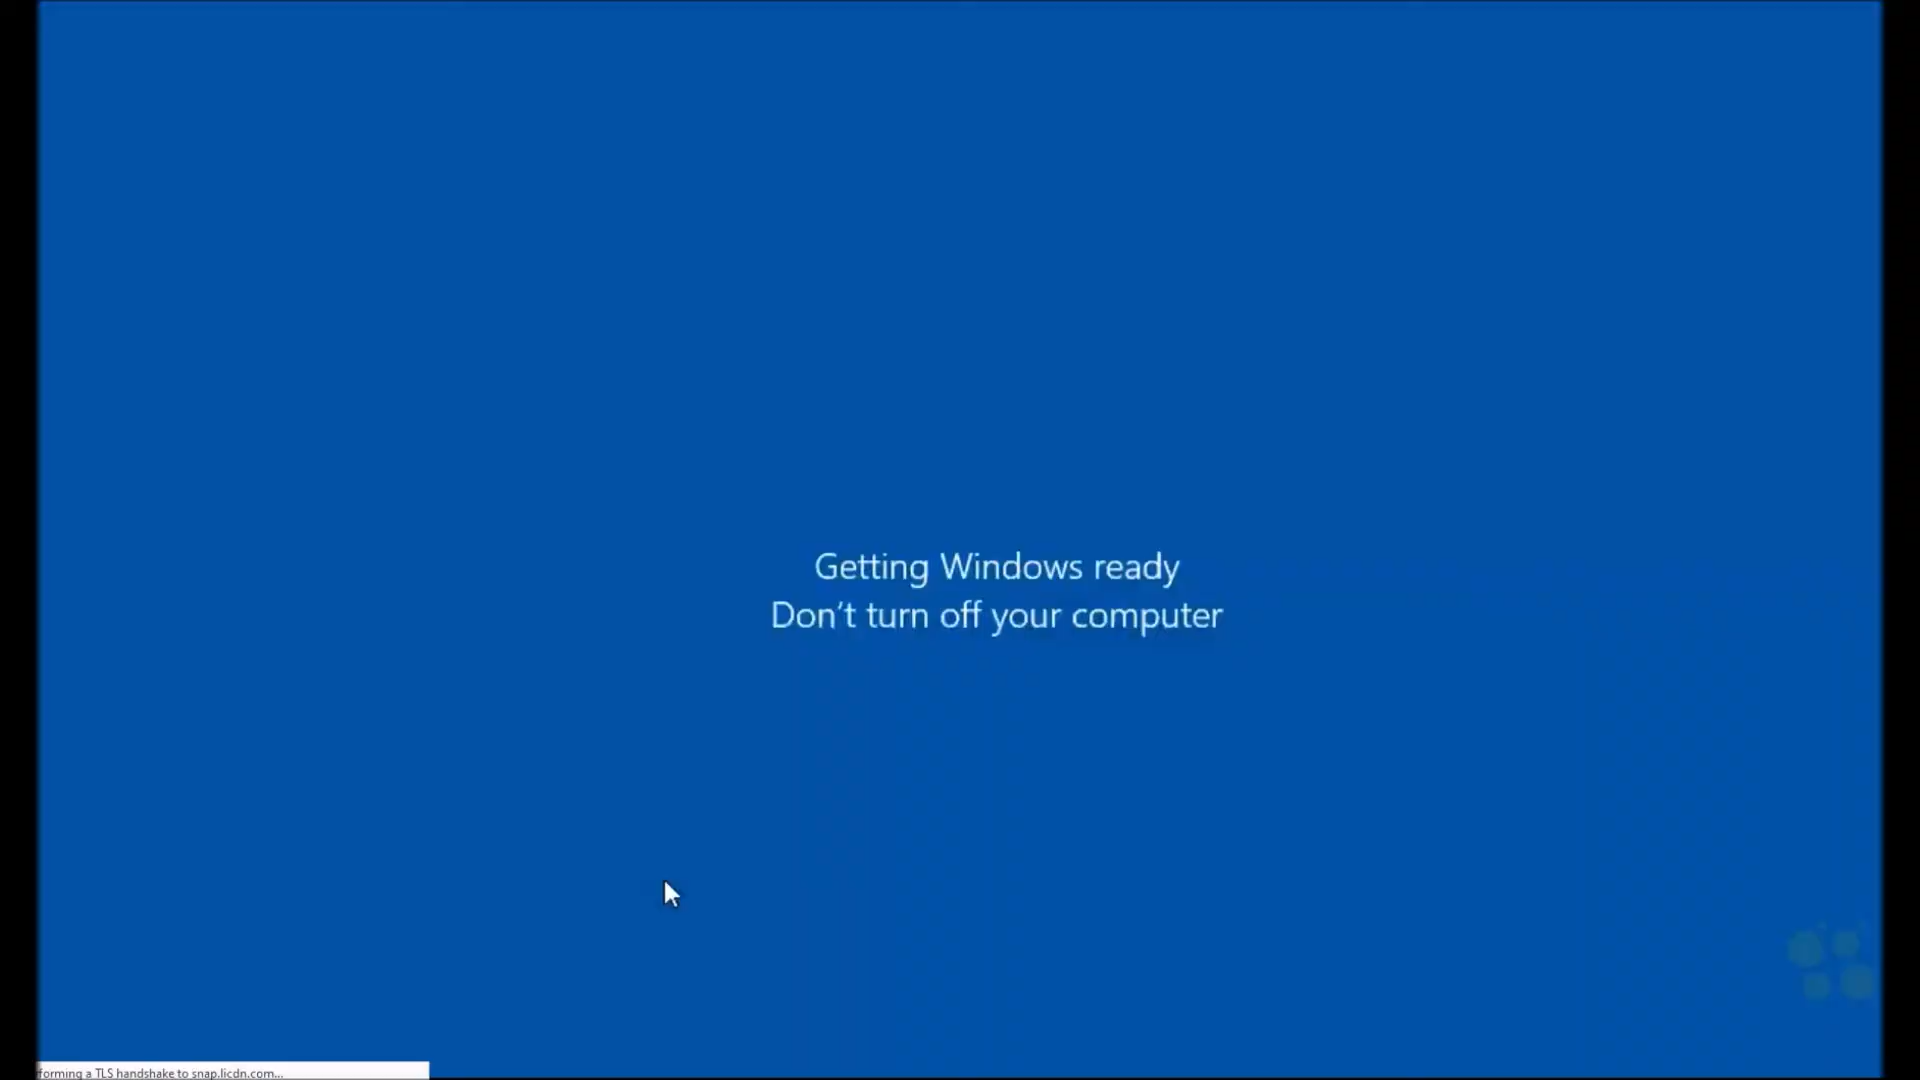 Getting Windows ready
Don't turn off your computer
forming a TLS handshake to snap.licdn.com...